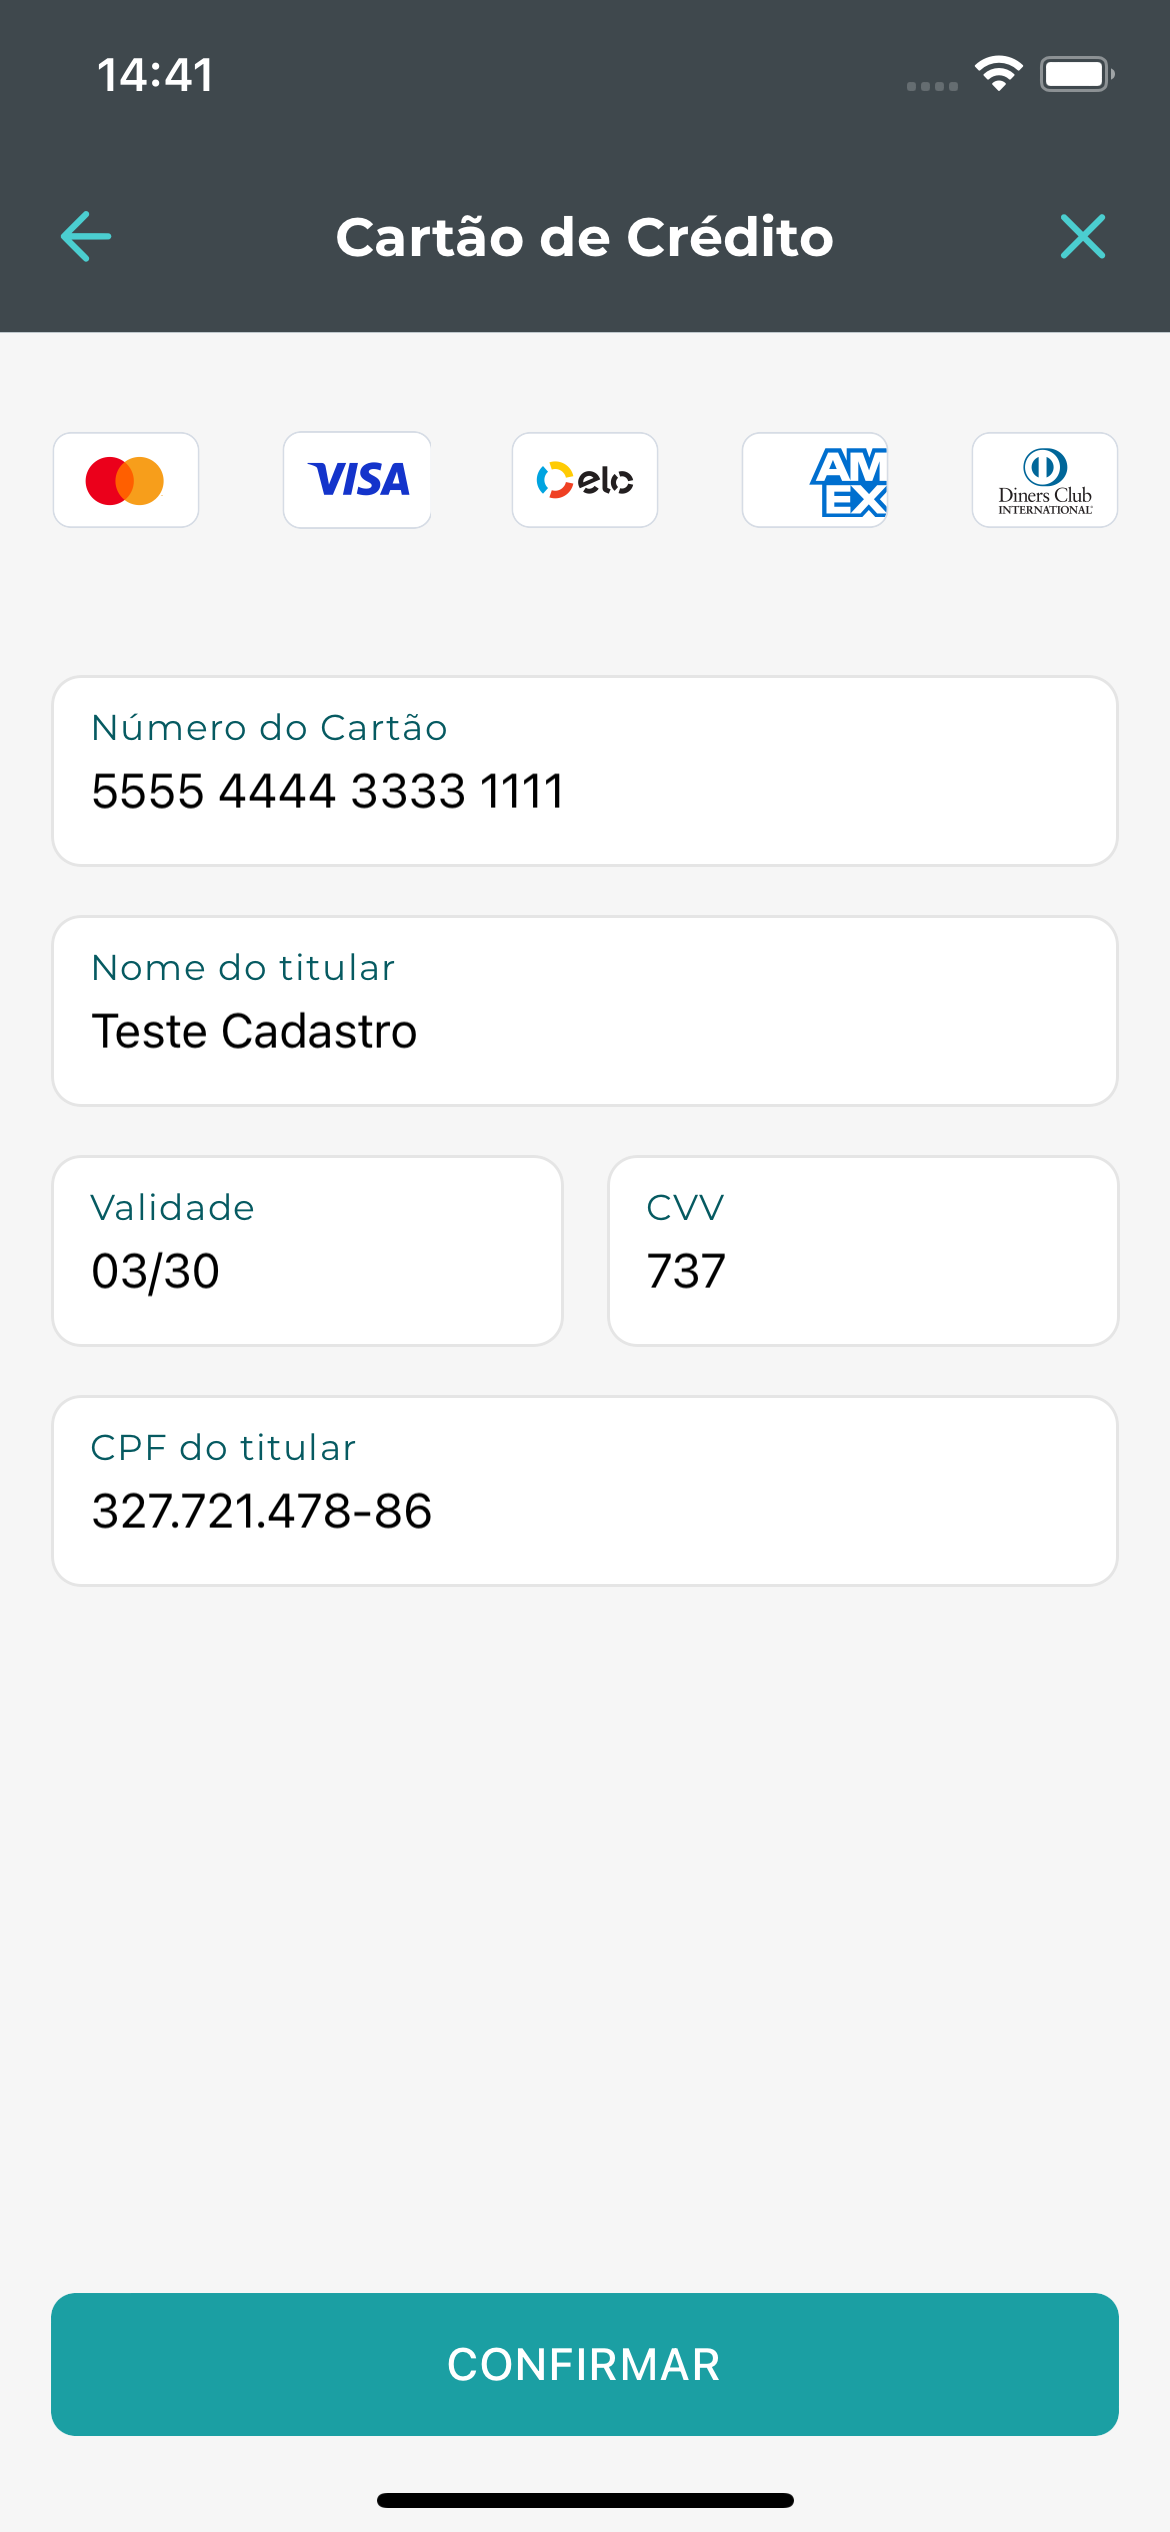 14:41
Cartão de Crédito
VISA
elo
AM
EX
Diners Club
INTERNATIONAL
Número do Cartão
5555 4444 3333 1111
Nome do titular
Teste Cadastro
Validade
03/30
CVV
737
CPF do titular
327.721.478-86
CONFIRMAR